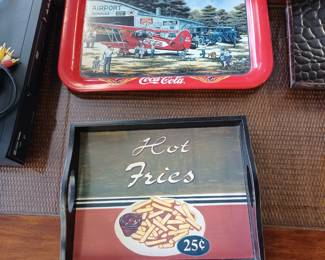 AIRPORT
Coca-Cola
Hot
Fries
25¢